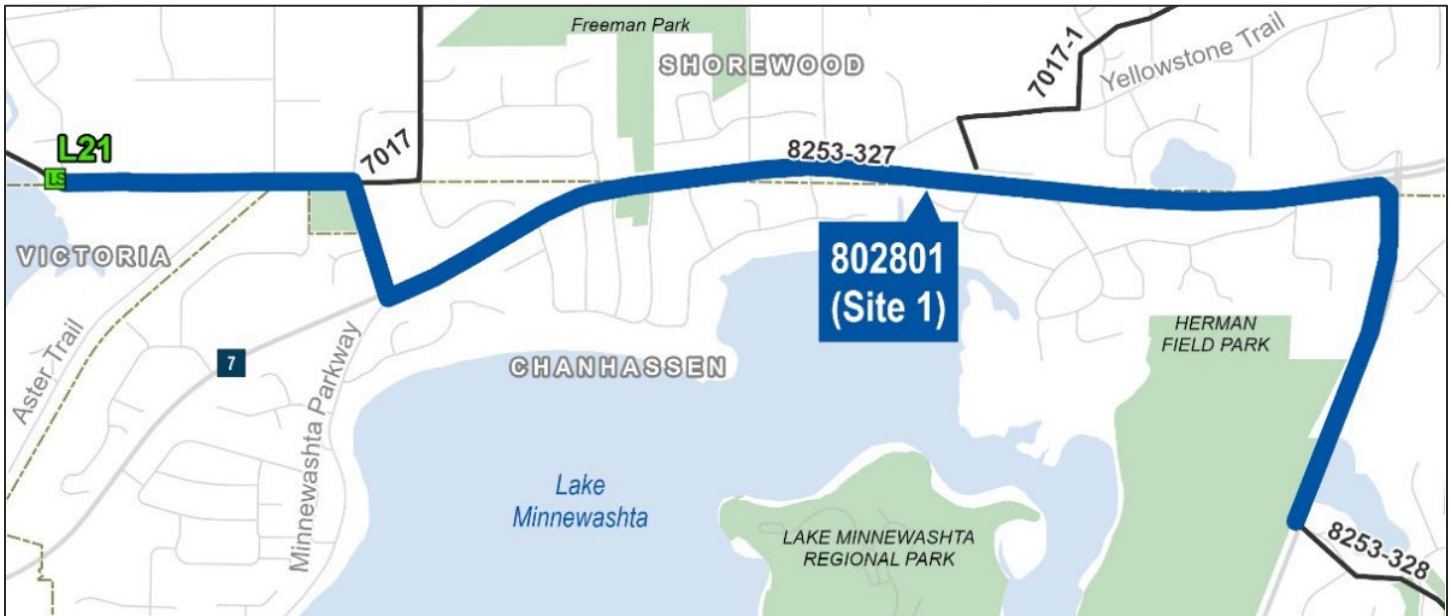 Freeman Park
SHOREWOOD
7017-1
Yellowstone Trail
L21
LS
7017
8253-327
VICTORIA
802801
(Site 1)
HERMAN
FIELD PARK
7
CHANHASSEN
Aster Trail
Minnewashta Parkway
Lake
Minnewashta
LAKE MINNEWASHTA
REGIONAL PARK
8253-328